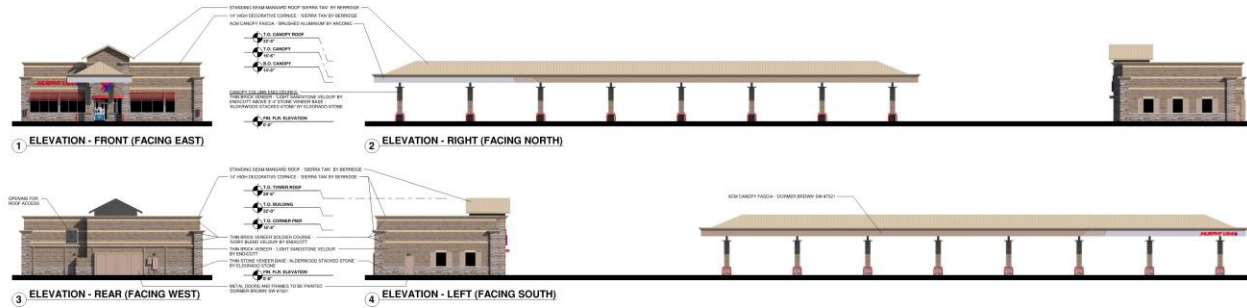 STANDING SEAM MANSARD ROOF 'SIERRA TAN' BY BERRIDGE
14" HIGH DECORATIVE CORNICE - 'SIERRA TAN' BY BERRIDGE
ACM CANOPY FASCIA - 'BRUSHED ALUMINUM' BY ARCONIC
T.O. CANOPY ROOF
T.O. CANOPY
B.O. CANOPY
CANOPY COLUMN ENCLOSURES:
THIN BRICK VENEER - 'LIGHT SANDSTONE VELOUR' BY
ENDICOTT ABOVE 3'-4" STONE VENEER BASE
'ALDERWOOD STACKED STONE' BY ELDORADO STONE
FIN. FLR. ELEVATION
0'-0"
1 ELEVATION - FRONT (FACING EAST)
2 ELEVATION - RIGHT (FACING NORTH)
STANDING SEAM MANSARD ROOF - 'SIERRA TAN' BY BERRIDGE
14" HIGH DECORATIVE CORNICE - 'SIERRA TAN' BY BERRIDGE
T.O. TOWER ROOF
OPENING FOR
ROOF ACCESS
T.O. BUILDING
T.O. CORNER PIER
ACM CANOPY FASCIA - 'DORMER BROWN' SW #7521
MURPHY USA
THIN BRICK VENEER SOLDIER COURSE -
'IVORY BLEND VELOUR' BY ENDICOTT
THIN BRICK VENEER - 'LIGHT SANDSTONE VELOUR'
BY ENDICOTT
THIN STONE VENEER BASE - 'ALDERWOOD STACKED STONE'
BY ELDORADO STONE
FIN. FLR. ELEVATION
0'-0"
METAL DOORS AND FRAMES TO BE PAINTED
'DORMER BROWN' SW #7521
3 ELEVATION - REAR (FACING WEST)
4 ELEVATION - LEFT (FACING SOUTH)